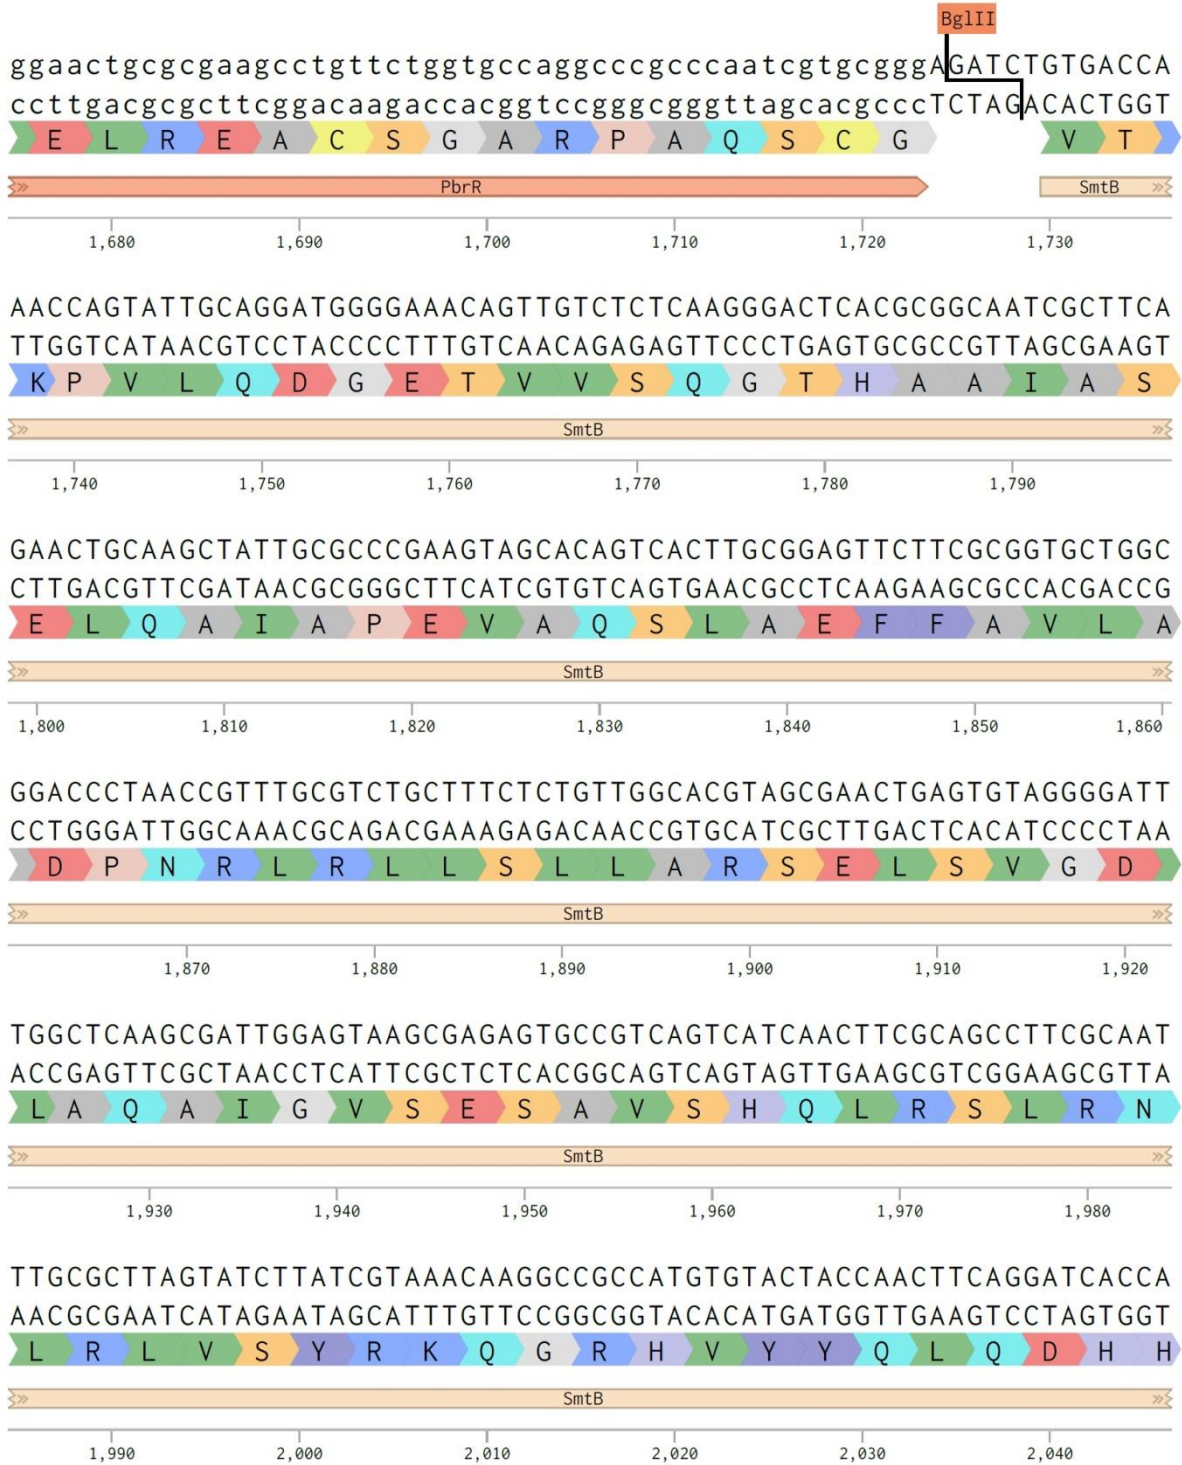 BglII
ggaactgcgcgaagcctgttctggtgccaggcccgcccaatcgtgcgggAGATCTGTGACCA
ccttgacgcgcttcggacaagaccacggtccgggcgggttagcacgcccTCTAGACACTGGT
E L R E A C S G A R P A Q S C G V T
PbrR SmtB
1,680 1,690 1,700 1,710 1,720 1,730
AACCAGTATTGCAGGATGGGGAAACAGTTGTCTCTCAAGGGACTCACGCGGCAATCGCTTCA
TTGGTCATAACGTCCTACCCCTTTGTCAACAGAGAGTTCCCTGAGTGCGCCGTTAGCGAAGT
K P V L Q D G E T V V S Q G T H A A I A S
SmtB
1,740 1,750 1,760 1,770 1,780 1,790
GAACTGCAAGCTATTGCGCCCGAAGTAGCACAGTCACTTGCGGAGTTCTTCGCGGTGCTGGC
CTTGACGTTCGATAACGCGGGCTTCATCGTGTCAGTGAACGCCTCAAGAAGCGCCACGACCG
E L Q A I A P E V A Q S L A E F F A V L A
SmtB
1,800 1,810 1,820 1,830 1,840 1,850 1,860
GGACCCTAACCGTTTGCGTCTGCTTTCTCTGTTGGCACGTAGCGAACTGAGTGTAGGGGATT
CCTGGGATTGGCAAACGCAGACGAAAGAGACAACCGTGCATCGCTTGACTCACATCCCCTAA
D P N R L R L L S L L A R S E L S V G D
SmtB
1,870 1,880 1,890 1,900 1,910 1,920
TGGCTCAAGCGATTGGAGTAAGCGAGAGTGCCGTCAGTCATCAACTTCGCAGCCTTCGCAAT
ACCGAGTTCGCTAACCTCATTCGCTCTCACGGCAGTCAGTAGTTGAAGCGTCGGAAGCGTTA
L A Q A I G V S E S A V S H Q L R S L R N
SmtB
1,930 1,940 1,950 1,960 1,970 1,980
TTGCGCTTAGTATCTTATCGTAAACAAGGCCGCCATGTGTACTACCAACTTCAGGATCACCA
AACGCGAATCATAGAATAGCATTTGTTCCGGCGGTACACATGATGGTTGAAGTCCTAGTGGT
L R L V S Y R K Q G R H V Y Y Q L Q D H H
SmtB
1,990 2,000 2,010 2,020 2,030 2,040